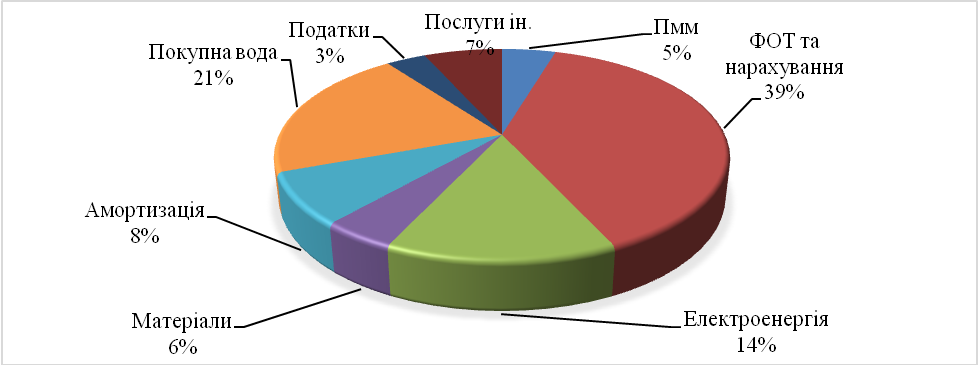 Послуги ін.
7%
Пмм
5%
ФОТ та
нарахування
39%
Електроенергія
14%
Матеріали
6%
Амортизація
8%
Покупна вода
21%
Податки
3%